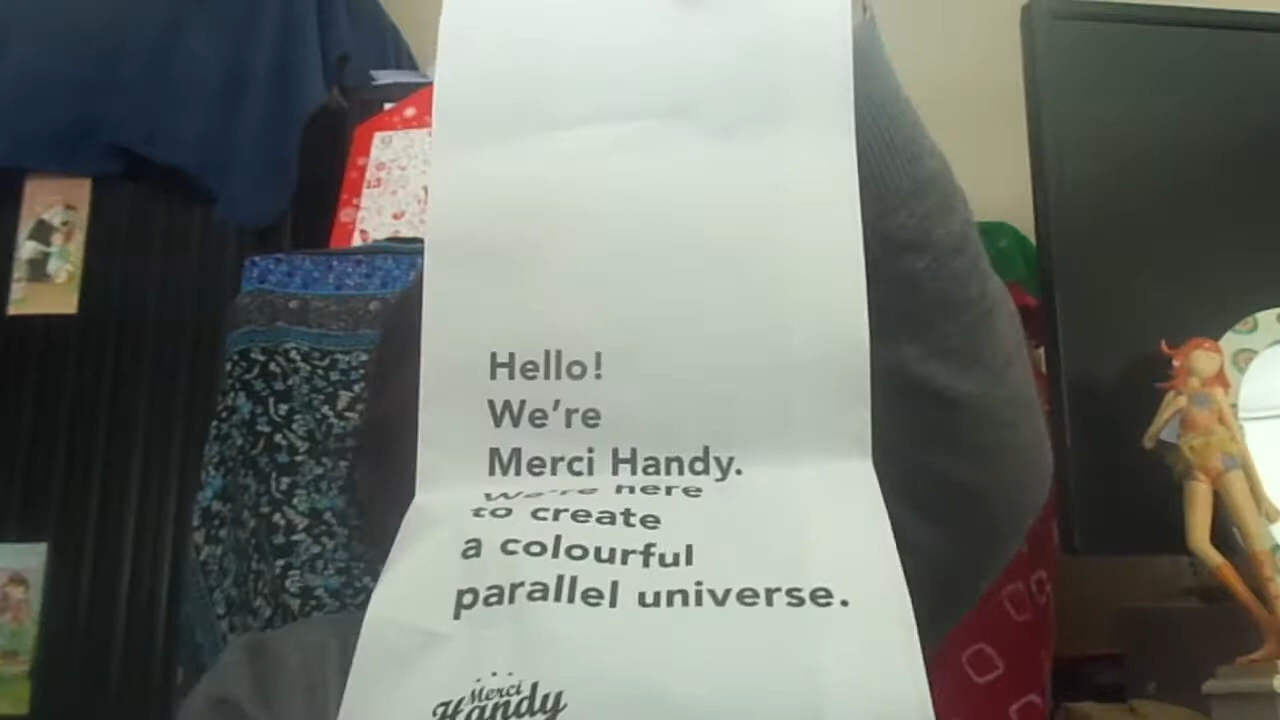 Hello!
We're
Merci Handy.
We're here
to create
a colourful
parallel universe.
Merci
Handy